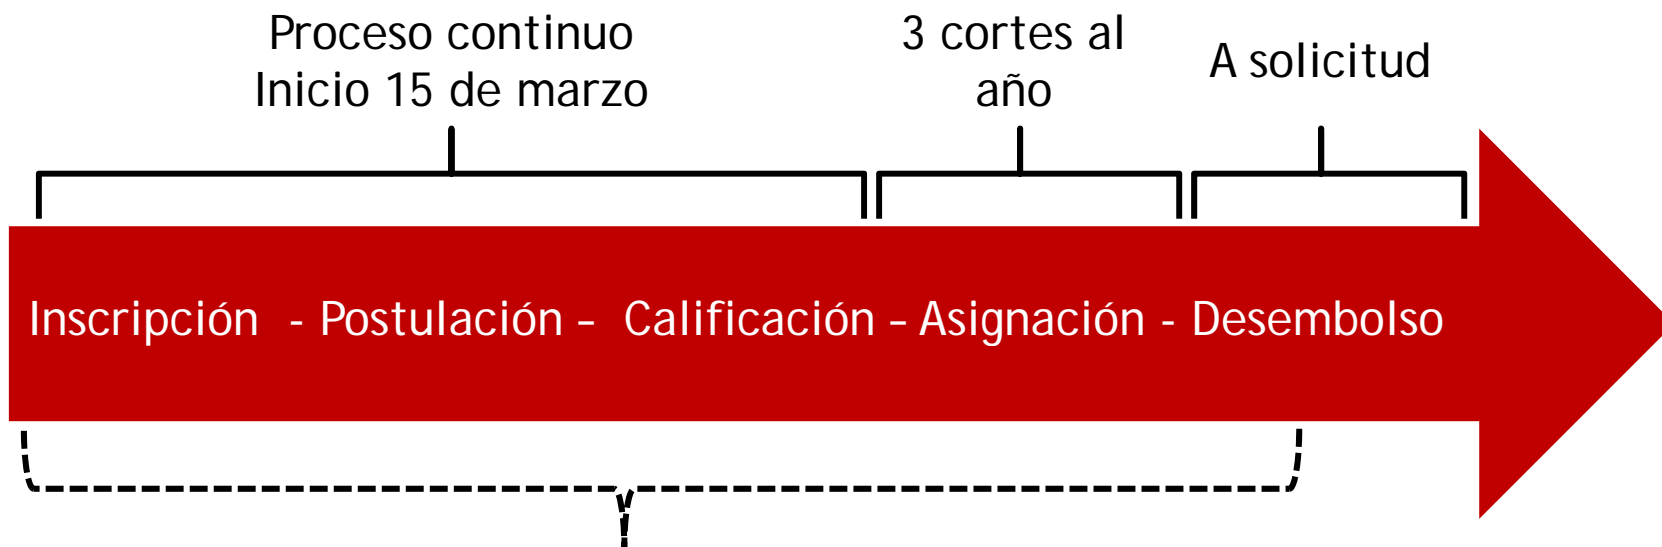 Proceso continuo
Inicio 15 de marzo
3 cortes al
año
A solicitud
Inscripción - Postulación – Calificación – Asignación - Desembolso